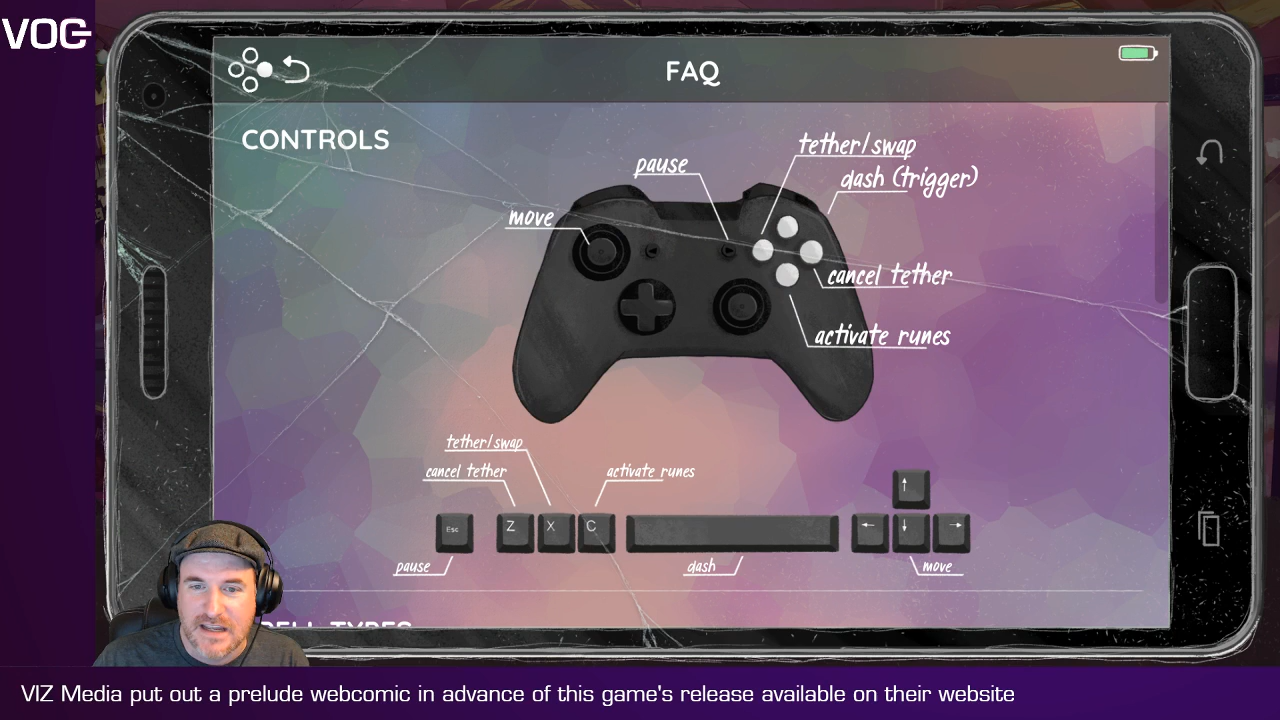 VOG
FAQ
CONTROLS
tether/swap
pause
dash (trigger)
move
cancel tether
activate runes
tether/swap
cancel tether
activate runes
Esc
Z
X
C
pause
dash
move
VIZ Media put out a prelude webcomic in advance of this game's release available on their website